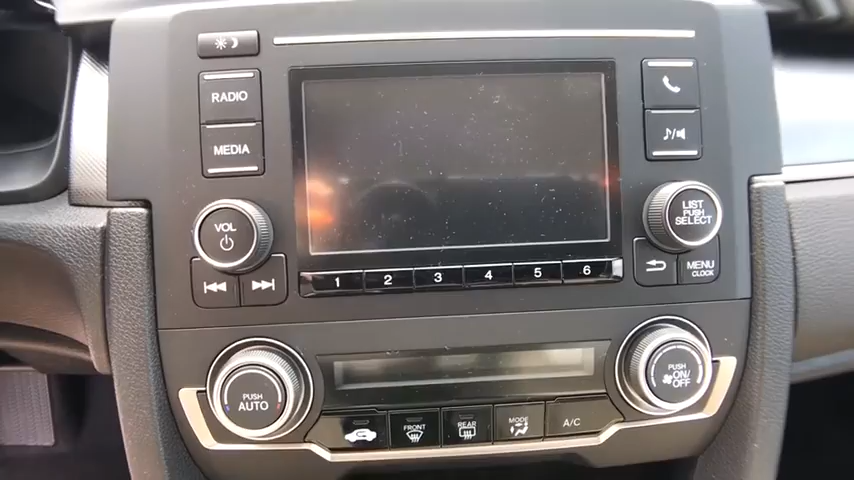 RADIO
MEDIA
VOL
LIST
PUSH
SELECT
MENU
CLOCK
1 2 3 4 5 6
PUSH
AUTO
PUSH
ON/
OFF
FRONT
REAR
MODE
A/C